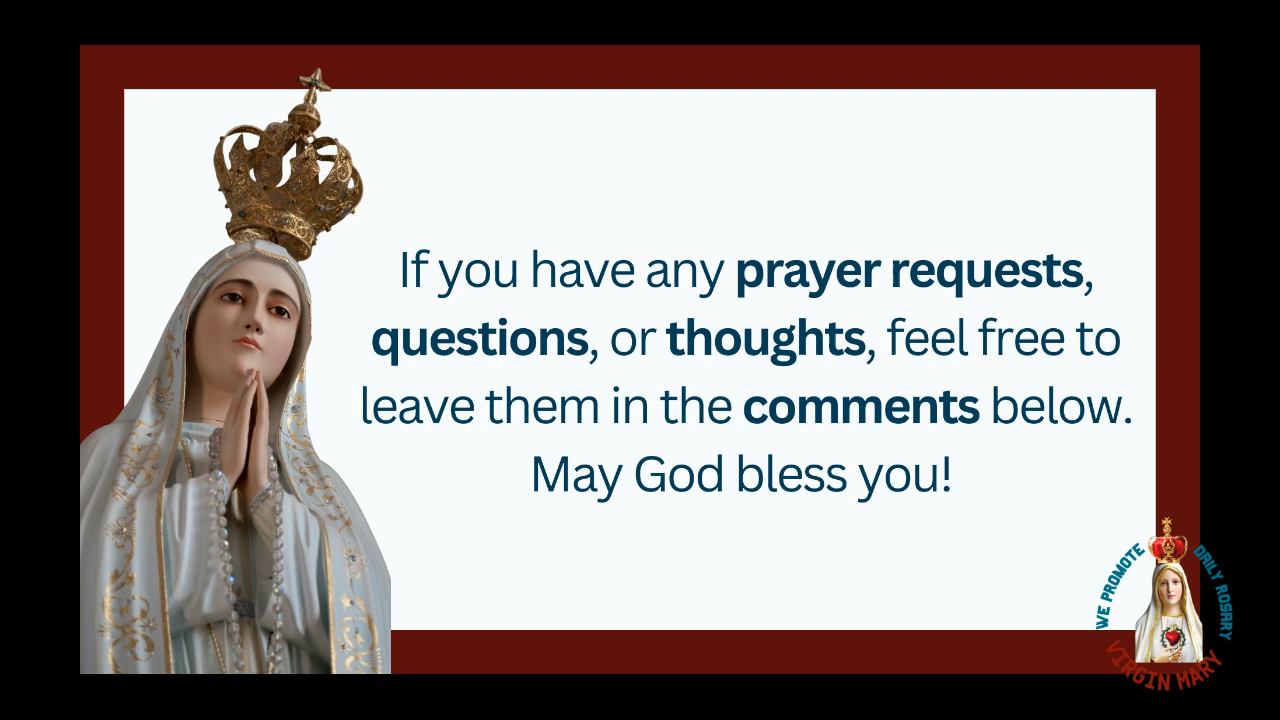 If you have any prayer requests,
questions, or thoughts, feel free to
leave them in the comments below.
May God bless you!
WE PROMOTE
DAILY ROSARY
VIRGIN MARY